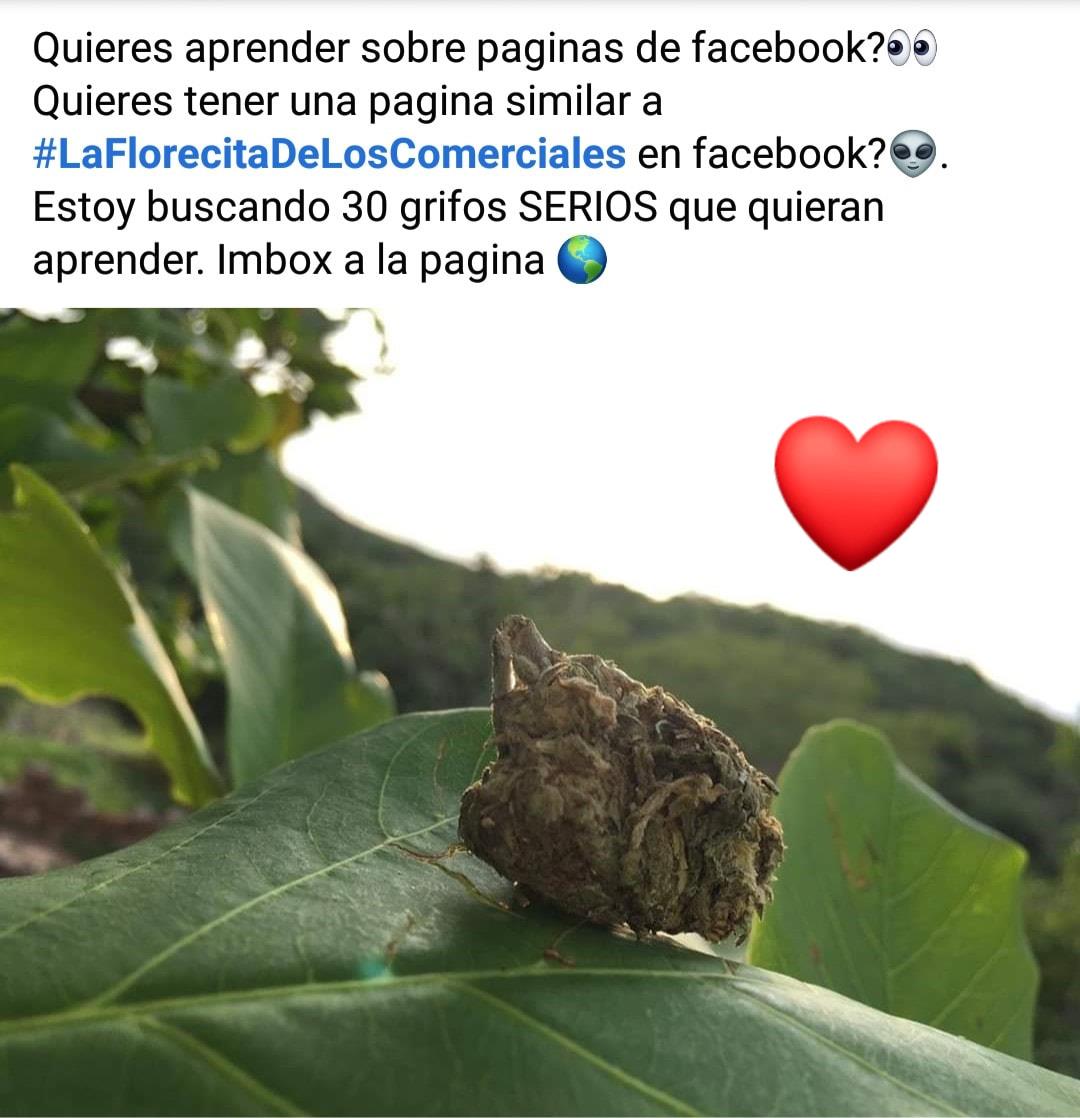 Quieres aprender sobre paginas de facebook?👀
Quieres tener una pagina similar a
#LaFlorecitaDeLosComerciales en facebook?👽.
Estoy buscando 30 grifos SERIOS que quieran
aprender. Imbox a la pagina 🌎